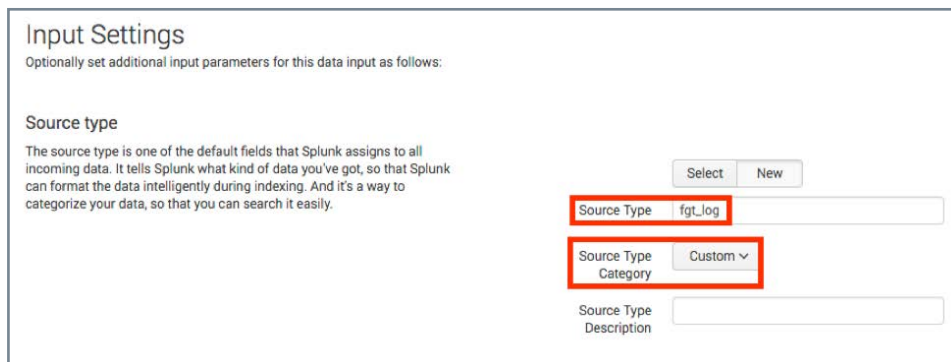 Input Settings
Optionally set additional input parameters for this data input as follows:
Source type
The source type is one of the default fields that Splunk assigns to all
incoming data. It tells Splunk what kind of data you've got, so that Splunk
can format the data intelligently during indexing. And it's a way to
categorize your data, so that you can search it easily.
Select New
Source Type fgt_log
Source Type
Category
Custom
Source Type
Description